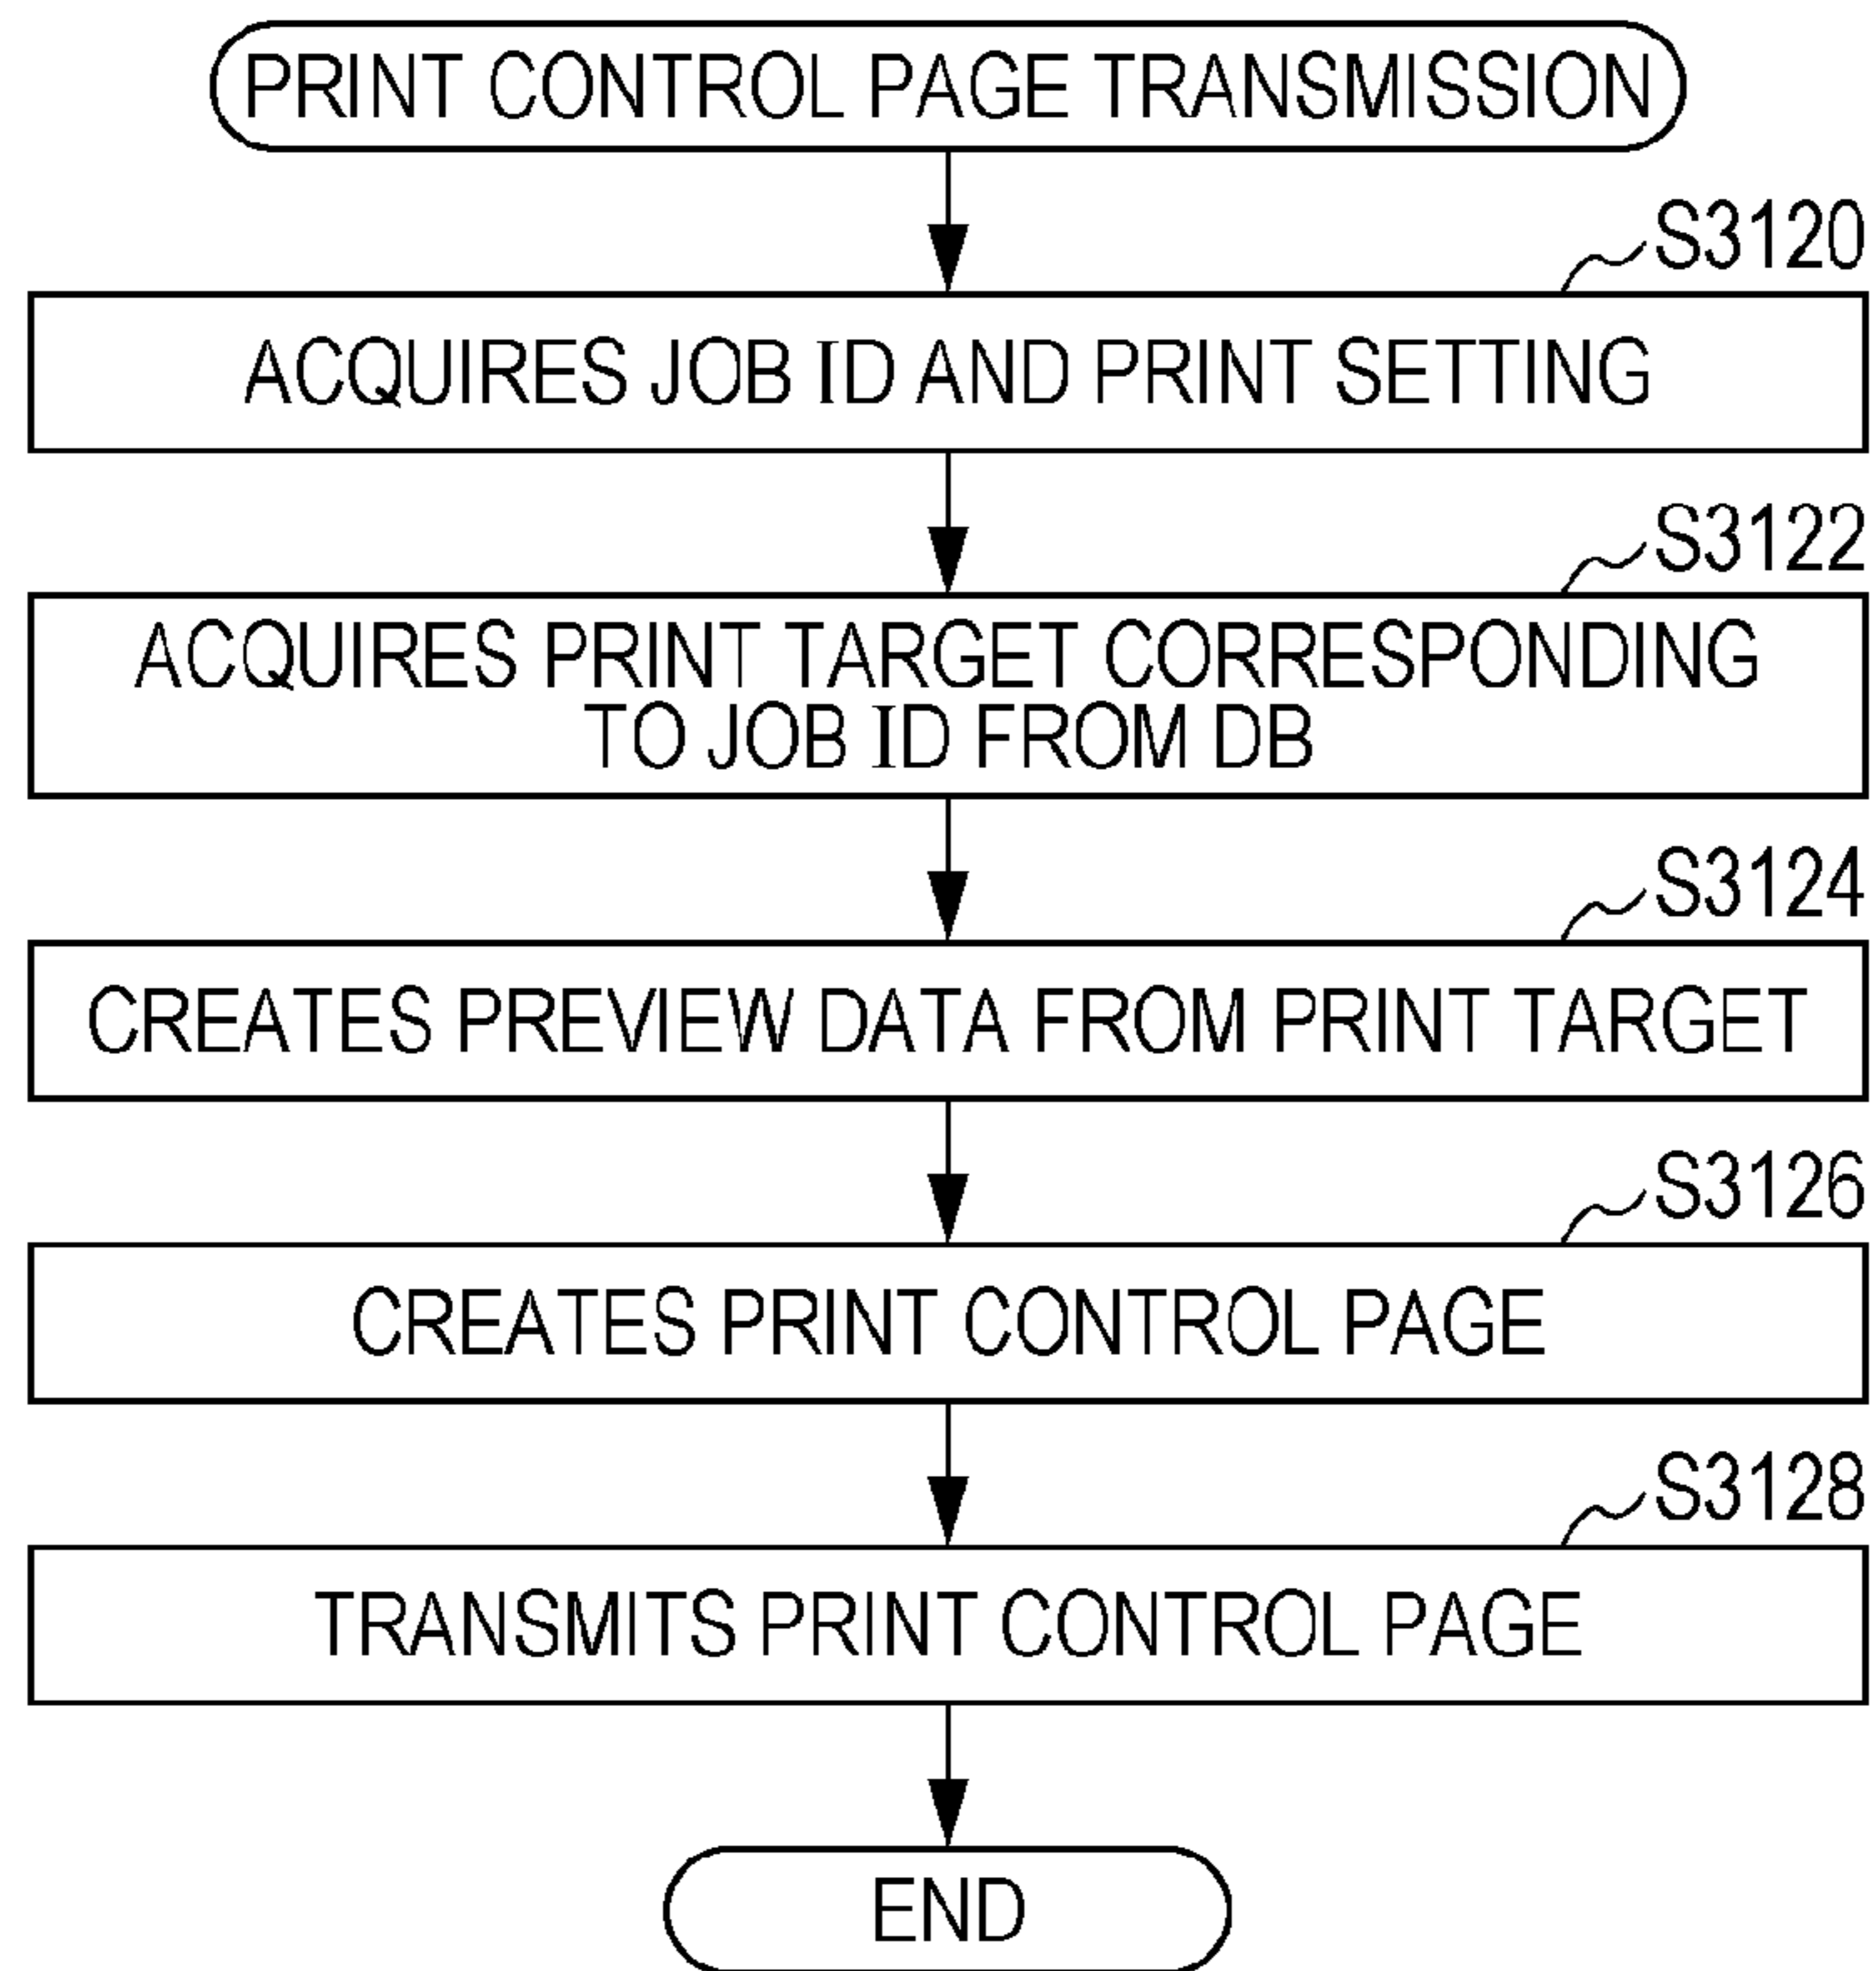 PRINT CONTROL PAGE TRANSMISSION
S3120
ACQUIRES JOB ID AND PRINT SETTING
S3122
ACQUIRES PRINT TARGET CORRESPONDING
TO JOB ID FROM DB
S3124
CREATES PREVIEW DATA FROM PRINT TARGET
S3126
CREATES PRINT CONTROL PAGE
S3128
TRANSMITS PRINT CONTROL PAGE
END